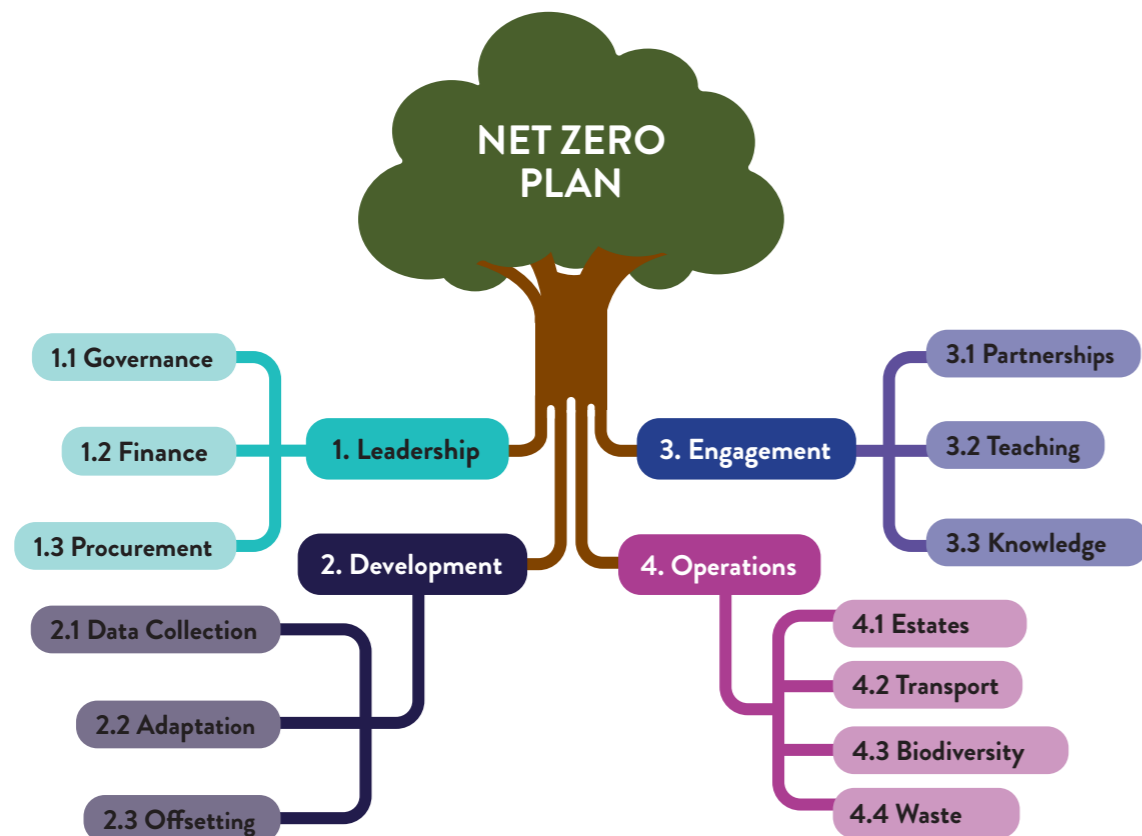 NET ZERO
PLAN
1. Leadership
1.1 Governance
1.2 Finance
1.3 Procurement
2. Development
2.1 Data Collection
2.2 Adaptation
2.3 Offsetting
3. Engagement
3.1 Partnerships
3.2 Teaching
3.3 Knowledge
4. Operations
4.1 Estates
4.2 Transport
4.3 Biodiversity
4.4 Waste